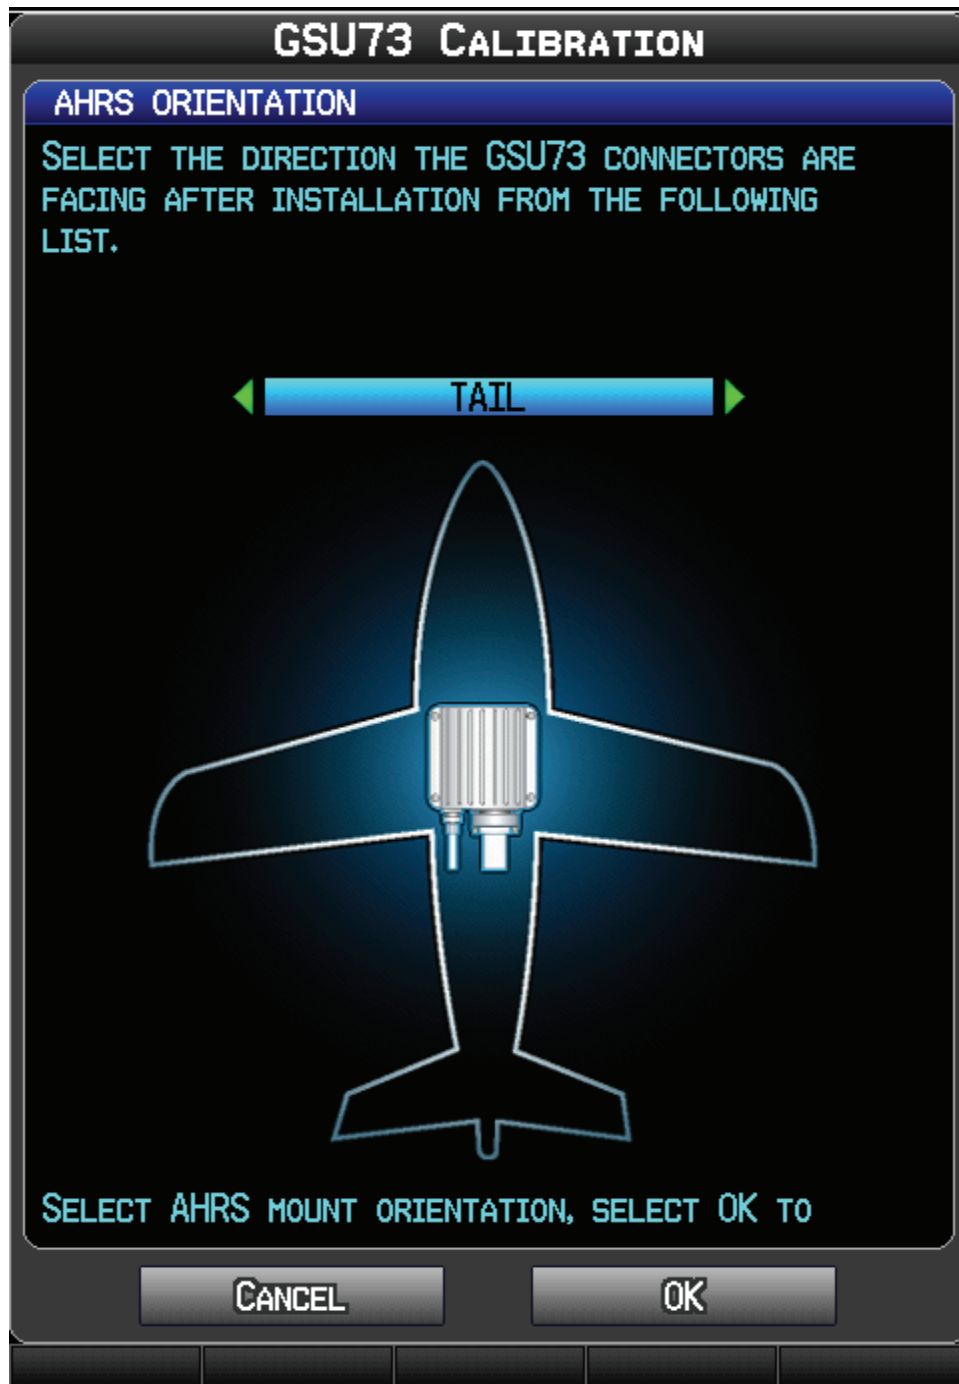 GSU73 Calibration
AHRS ORIENTATION
Select the direction the GSU73 connectors are
facing after installation from the following
list.
TAIL
Select AHRS mount orientation, select OK to
Cancel
OK